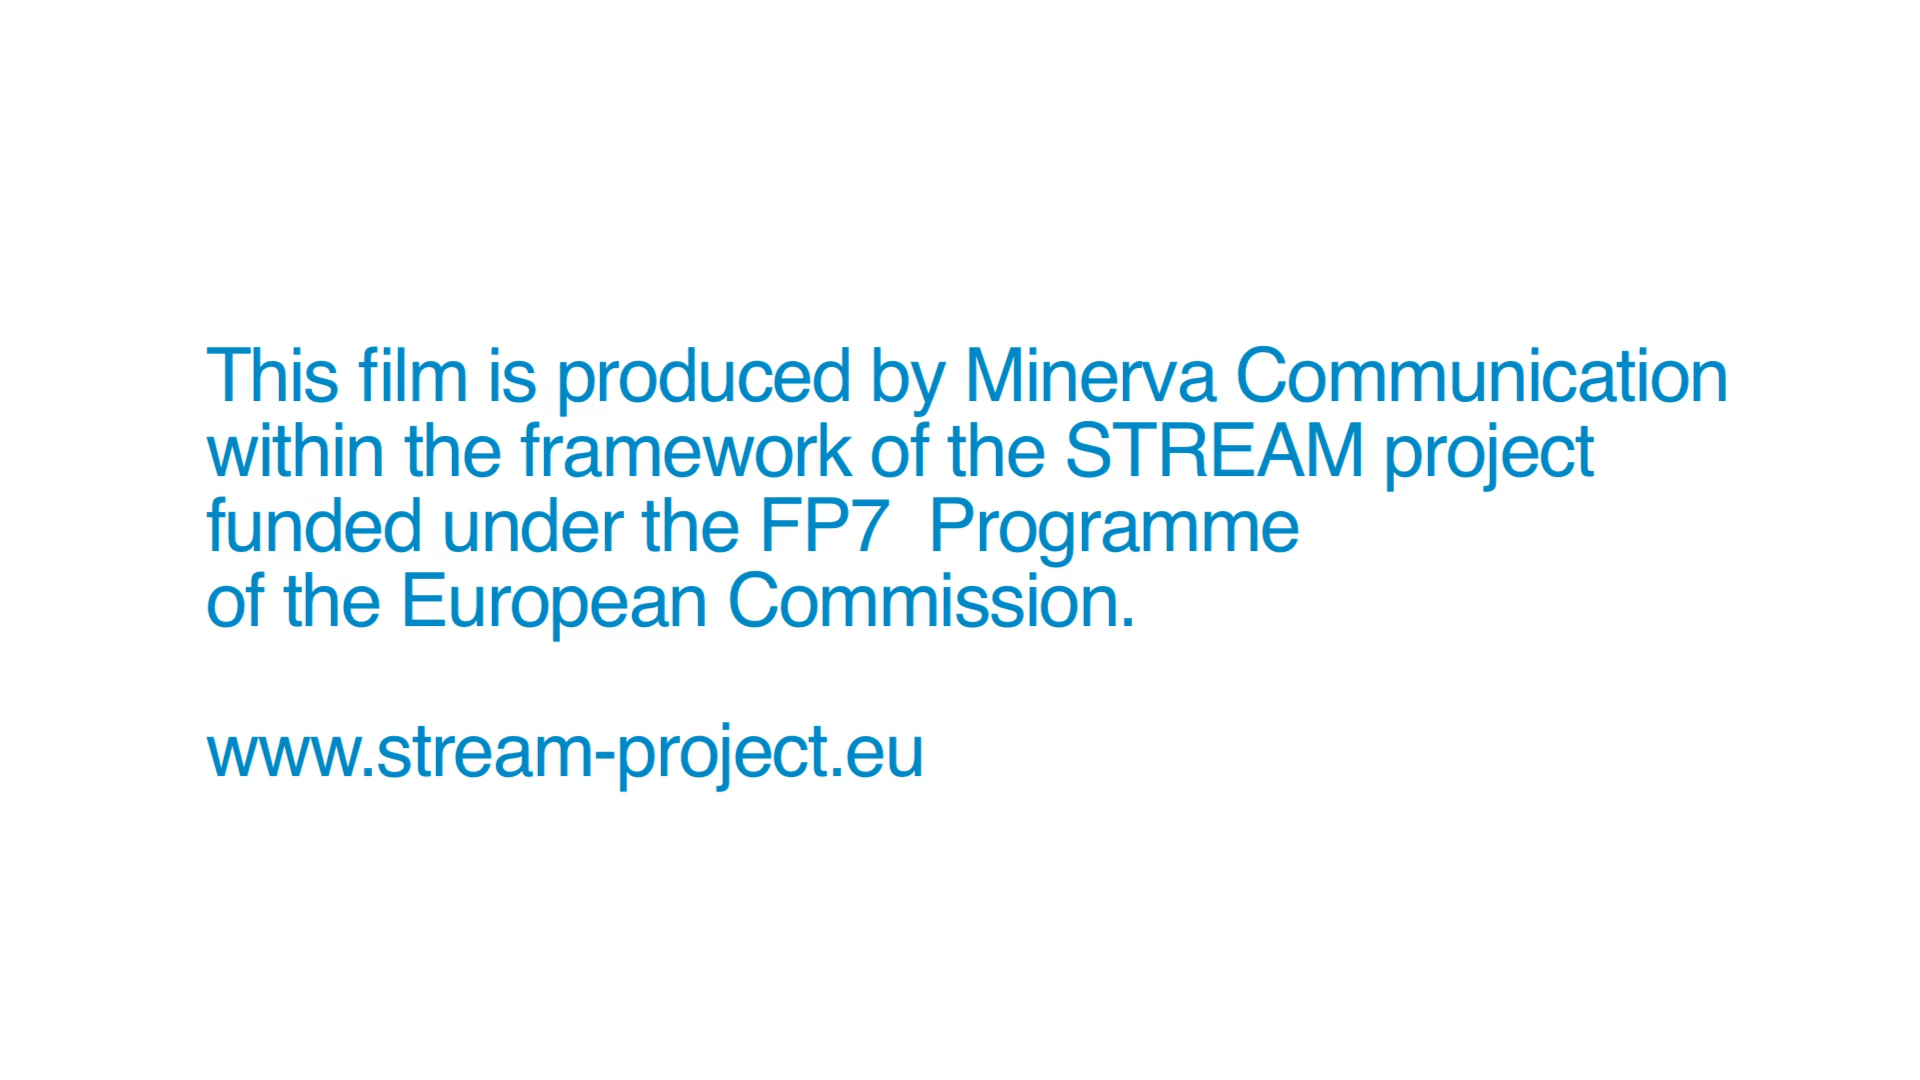 This film is produced by Minerva Communication
within the framework of the STREAM project
funded under the FP7  Programme
of the European Commission.
www.stream-project.eu